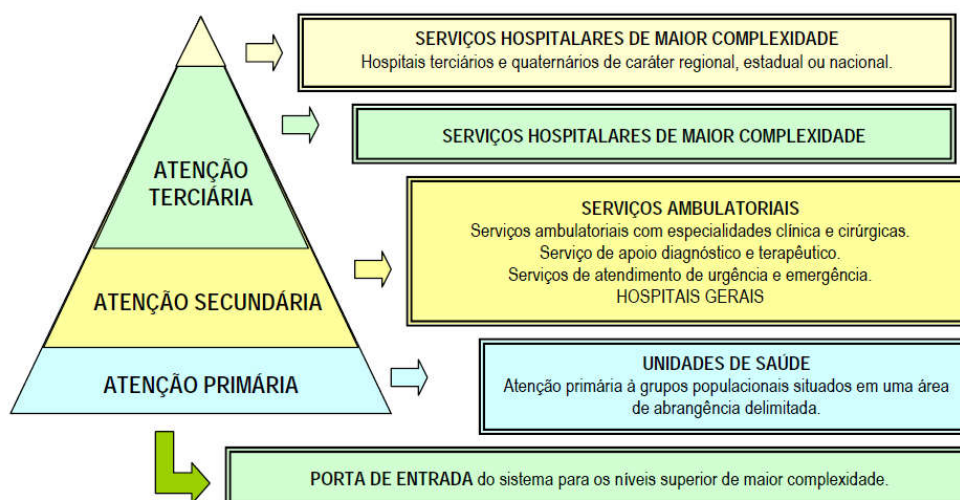 SERVIÇOS HOSPITALARES DE MAIOR COMPLEXIDADE
Hospitais terciários e quaternários de caráter regional, estadual ou nacional.
SERVIÇOS HOSPITALARES DE MAIOR COMPLEXIDADE
ATENÇÃO
TERCIÁRIA
SERVIÇOS AMBULATORIAIS
Serviços ambulatoriais com especialidades clínica e cirúrgicas.
Serviço de apoio diagnóstico e terapêutico.
Serviços de atendimento de urgência e emergência.
HOSPITAIS GERAIS
ATENÇÃO SECUNDÁRIA
UNIDADES DE SAÚDE
Atenção primária à grupos populacionais situados em uma área
de abrangência delimitada.
ATENÇÃO PRIMÁRIA
PORTA DE ENTRADA do sistema para os níveis superior de maior complexidade.